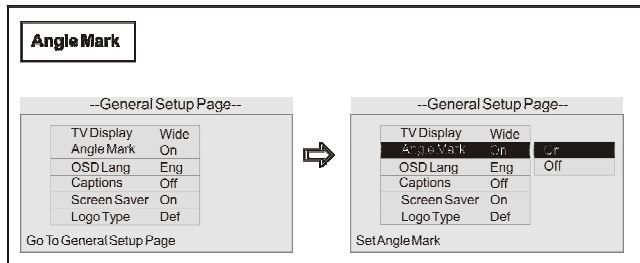 Angle Mark
--General Setup Page--
TV Display Wide
Angle Mark On
OSD Lang Eng
Captions Off
Screen Saver On
Logo Type Def
Go To General Setup Page
--General Setup Page--
TV Display Wide
Angle Mark On On
OSD Lang Eng Off
Captions Off
Screen Saver On
Logo Type Def
Set Angle Mark